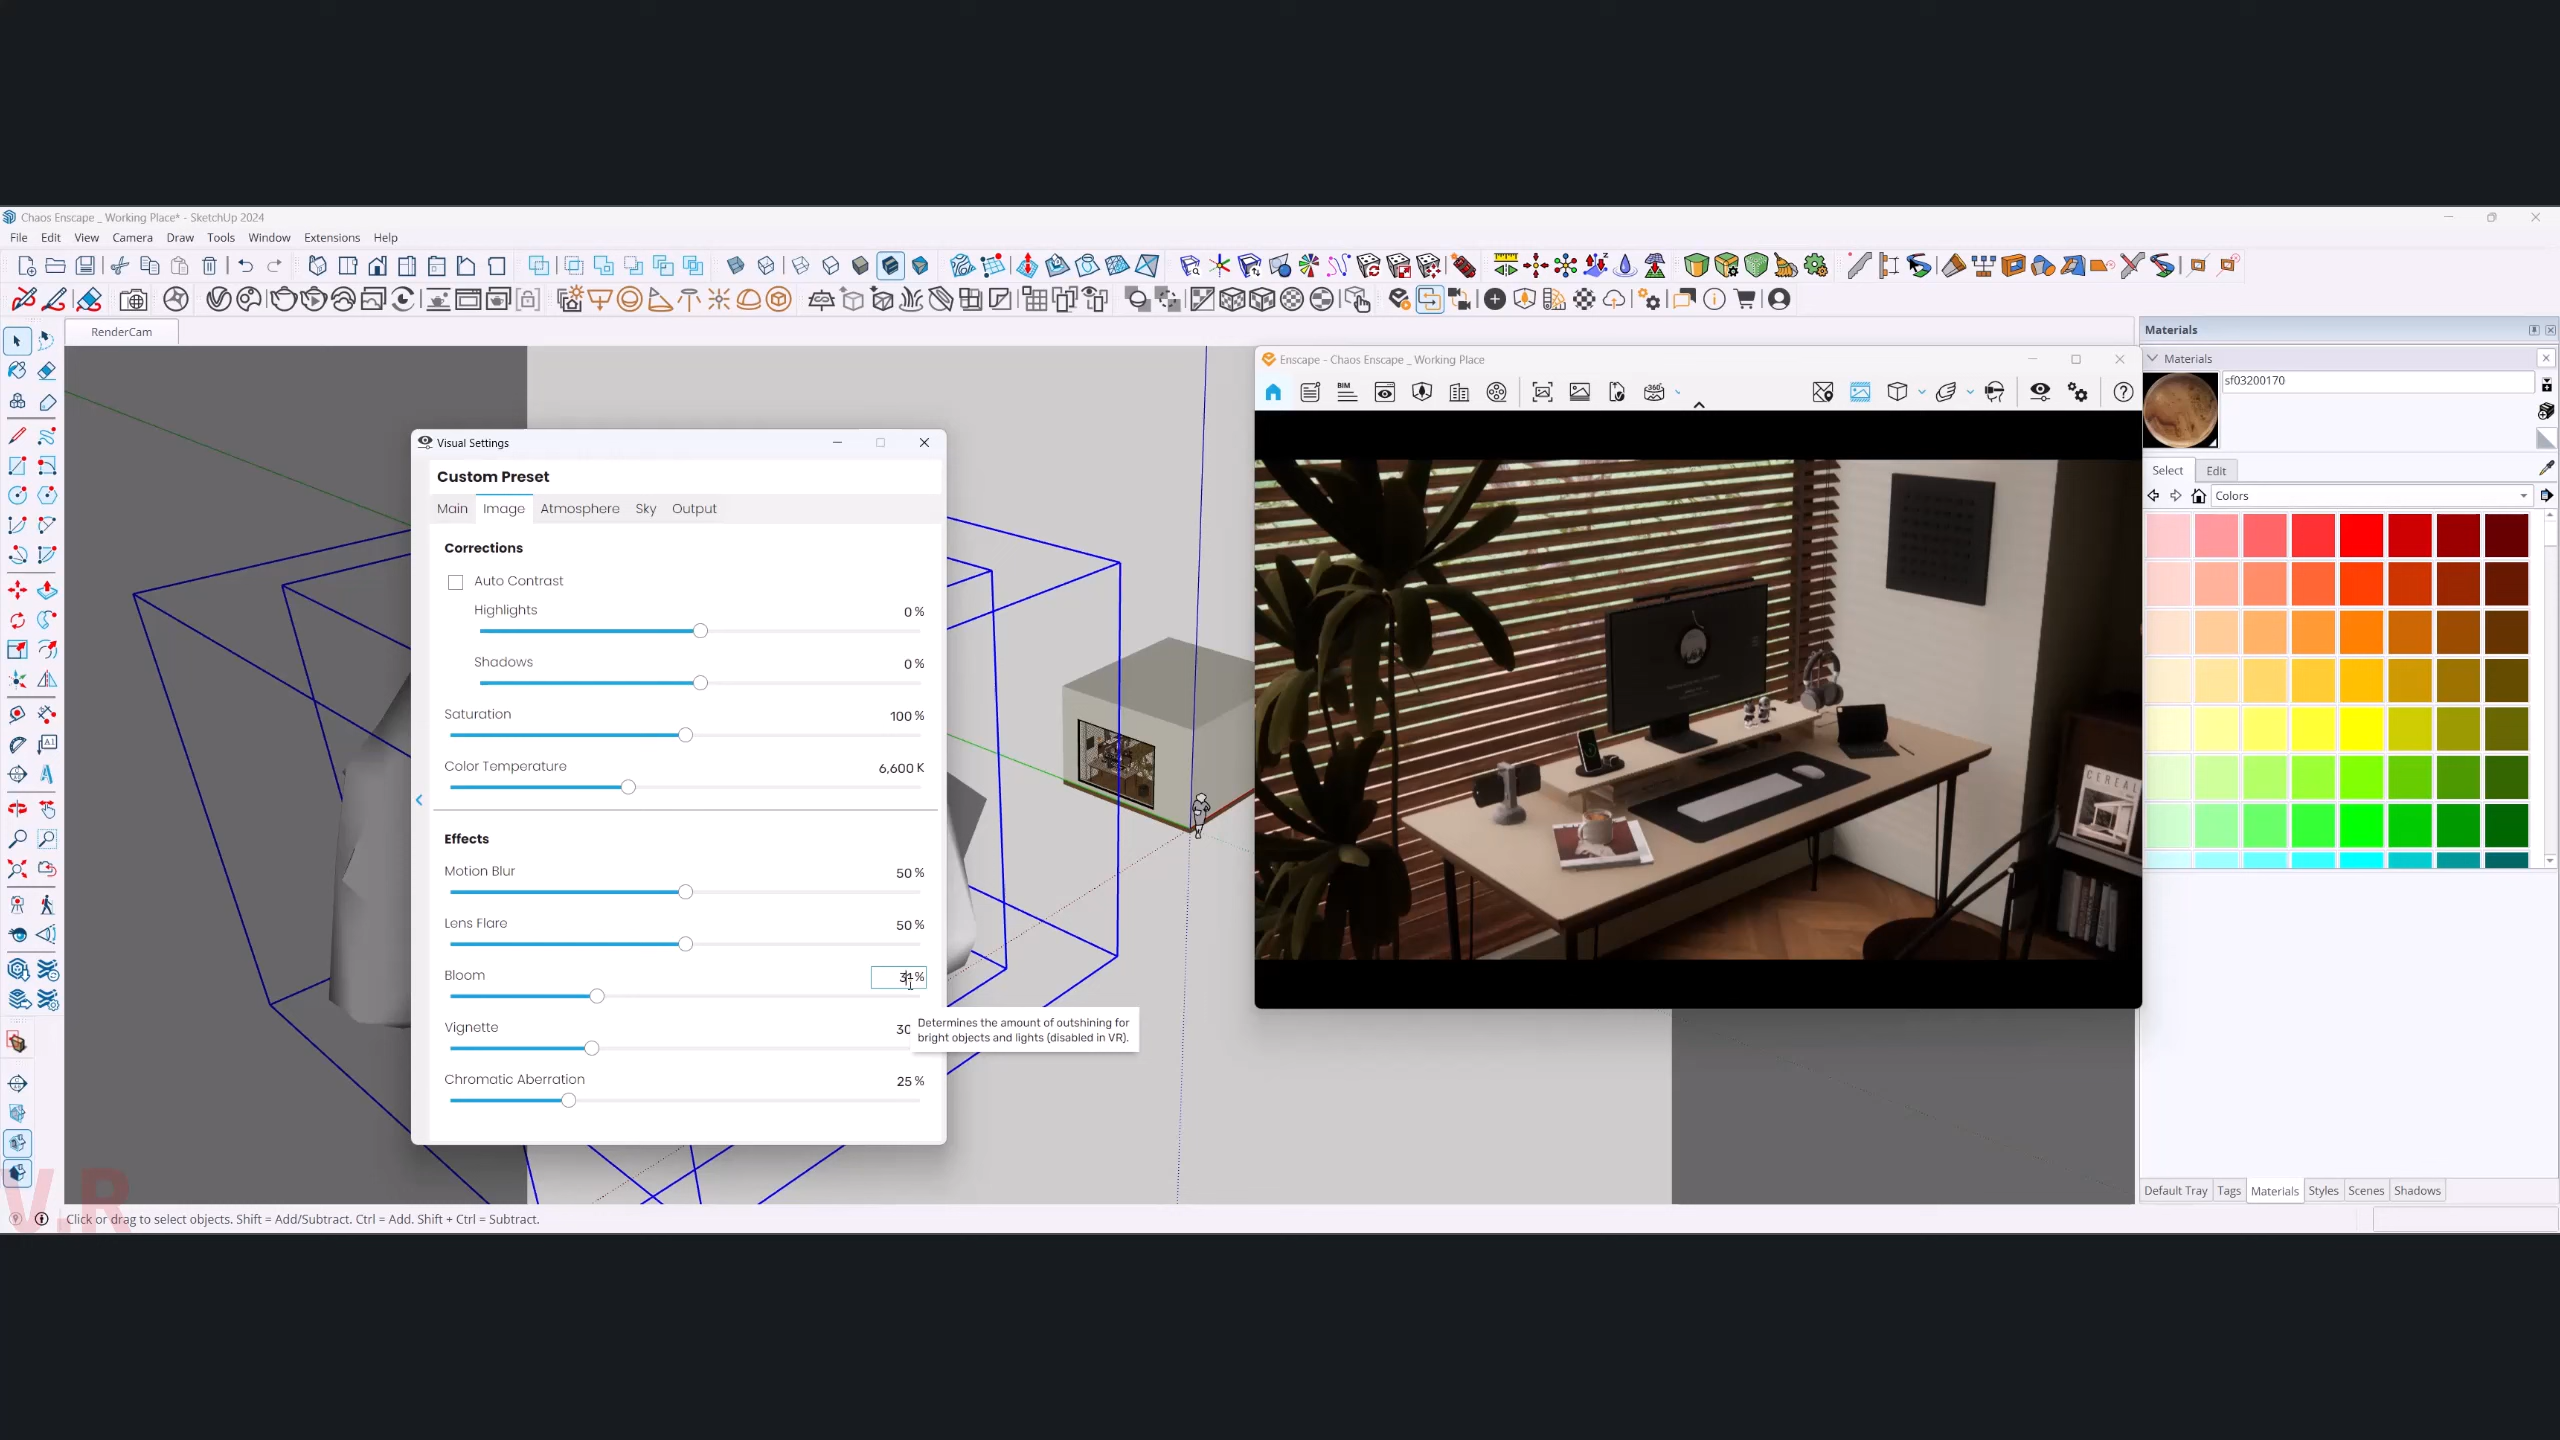 Chaos Enscape _ Working Place* - SketchUp 2024
File Edit View Camera Draw Tools Window Extensions Help
RenderCam
Materials
Materials
sf03200170
Select Edit
Colors
Default Tray Tags Materials Styles Scenes Shadows
Enscape - Chaos Enscape _ Working Place
BIM
360°
CEREAL
Visual Settings
Custom Preset
Main Image Atmosphere Sky Output
Corrections
Auto Contrast
Highlights 0 %
Shadows 0 %
Saturation 100 %
Color Temperature 6,600 K
Effects
Motion Blur 50 %
Lens Flare 50 %
Bloom 31 %
Vignette 30
Determines the amount of outshining for
bright objects and lights (disabled in VR).
Chromatic Aberration 25 %
V.R
Click or drag to select objects. Shift = Add/Subtract. Ctrl = Add. Shift + Ctrl = Subtract.